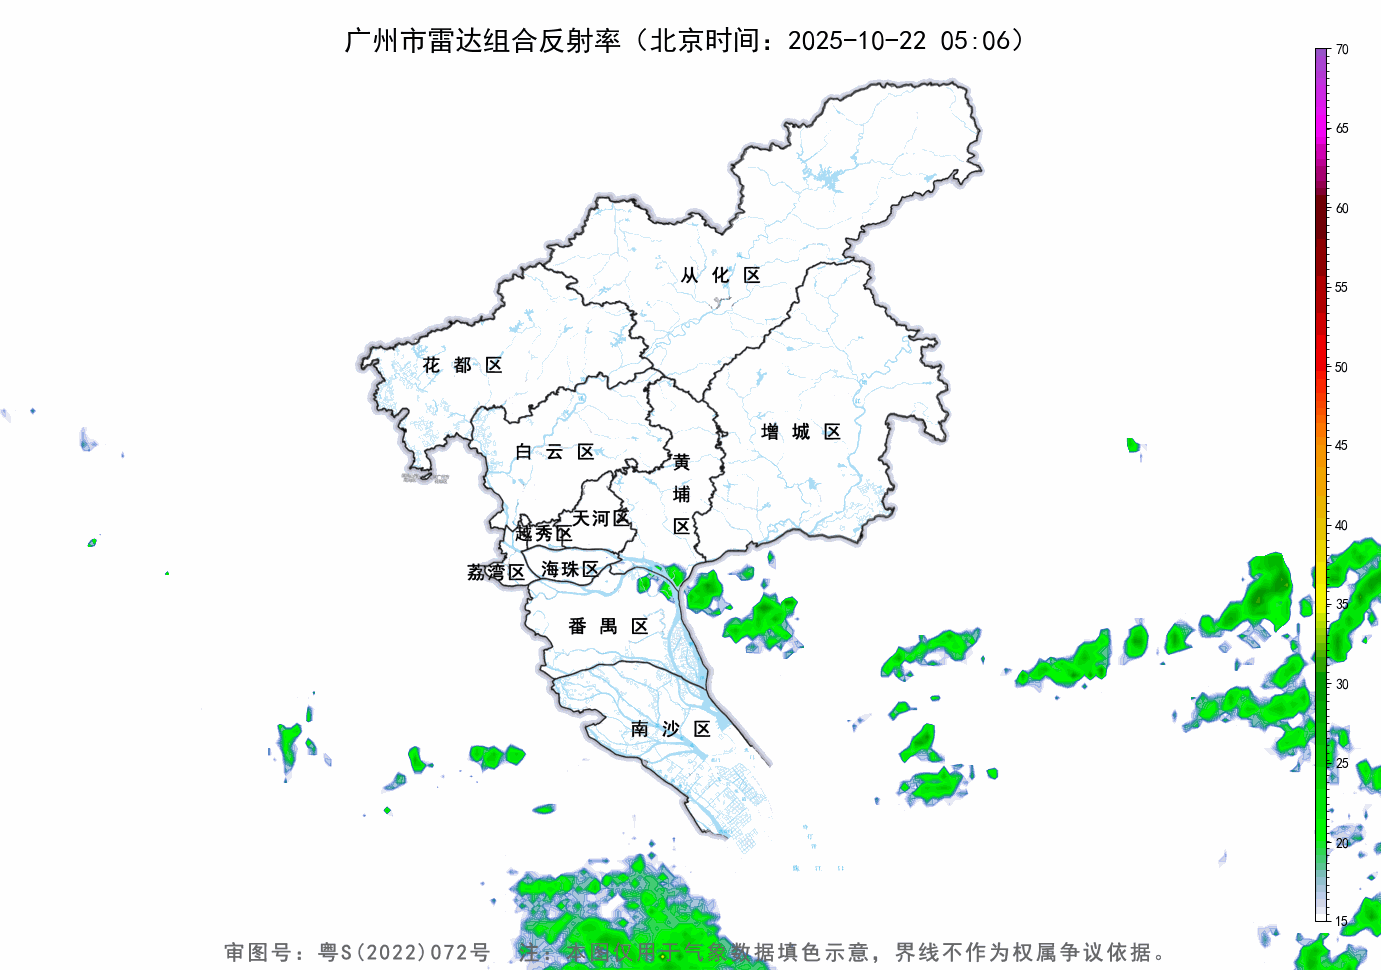 广州市雷达组合反射率（北京时间：2025-10-22 05:06）
70
65
60
55
50
45
40
35
30
25
20
15
从化区
花都区
增城区
白云区
黄埔区
天河区
越秀区
荔湾区
海珠区
番禺区
南沙区
审图号：粤S(2022)072号 注：本图仅用于气象数据填色示意，界线不作为权属争议依据。